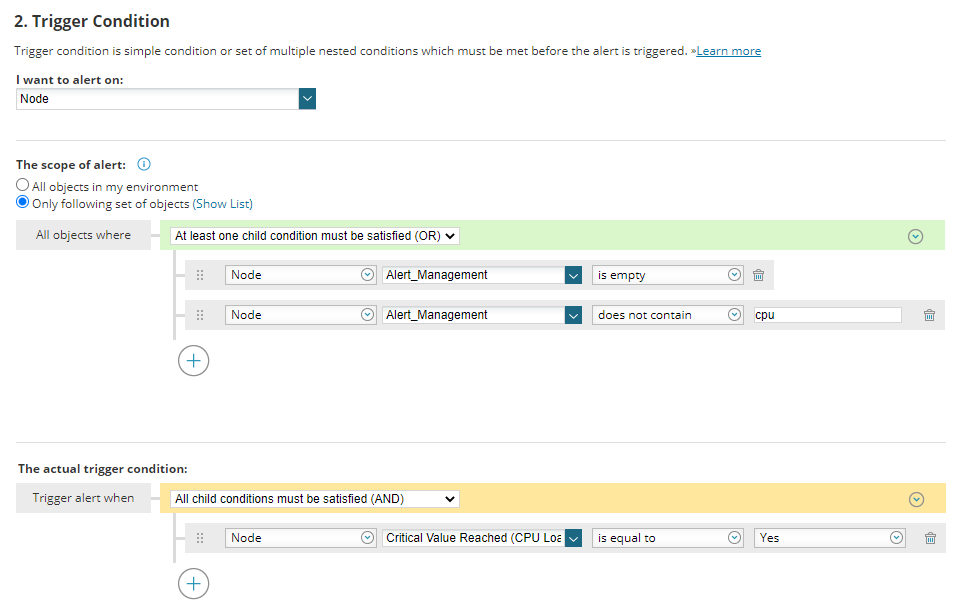 2. Trigger Condition
Trigger condition is simple condition or set of multiple nested conditions which must be met before the alert is triggered. »Learn more
I want to alert on:
Node
The scope of alert:
All objects in my environment
Only following set of objects (Show List)
All objects where At least one child condition must be satisfied (OR)
Node Alert_Management is empty
Node Alert_Management does not contain cpu
The actual trigger condition:
Trigger alert when All child conditions must be satisfied (AND)
Node Critical Value Reached (CPU Loa is equal to Yes